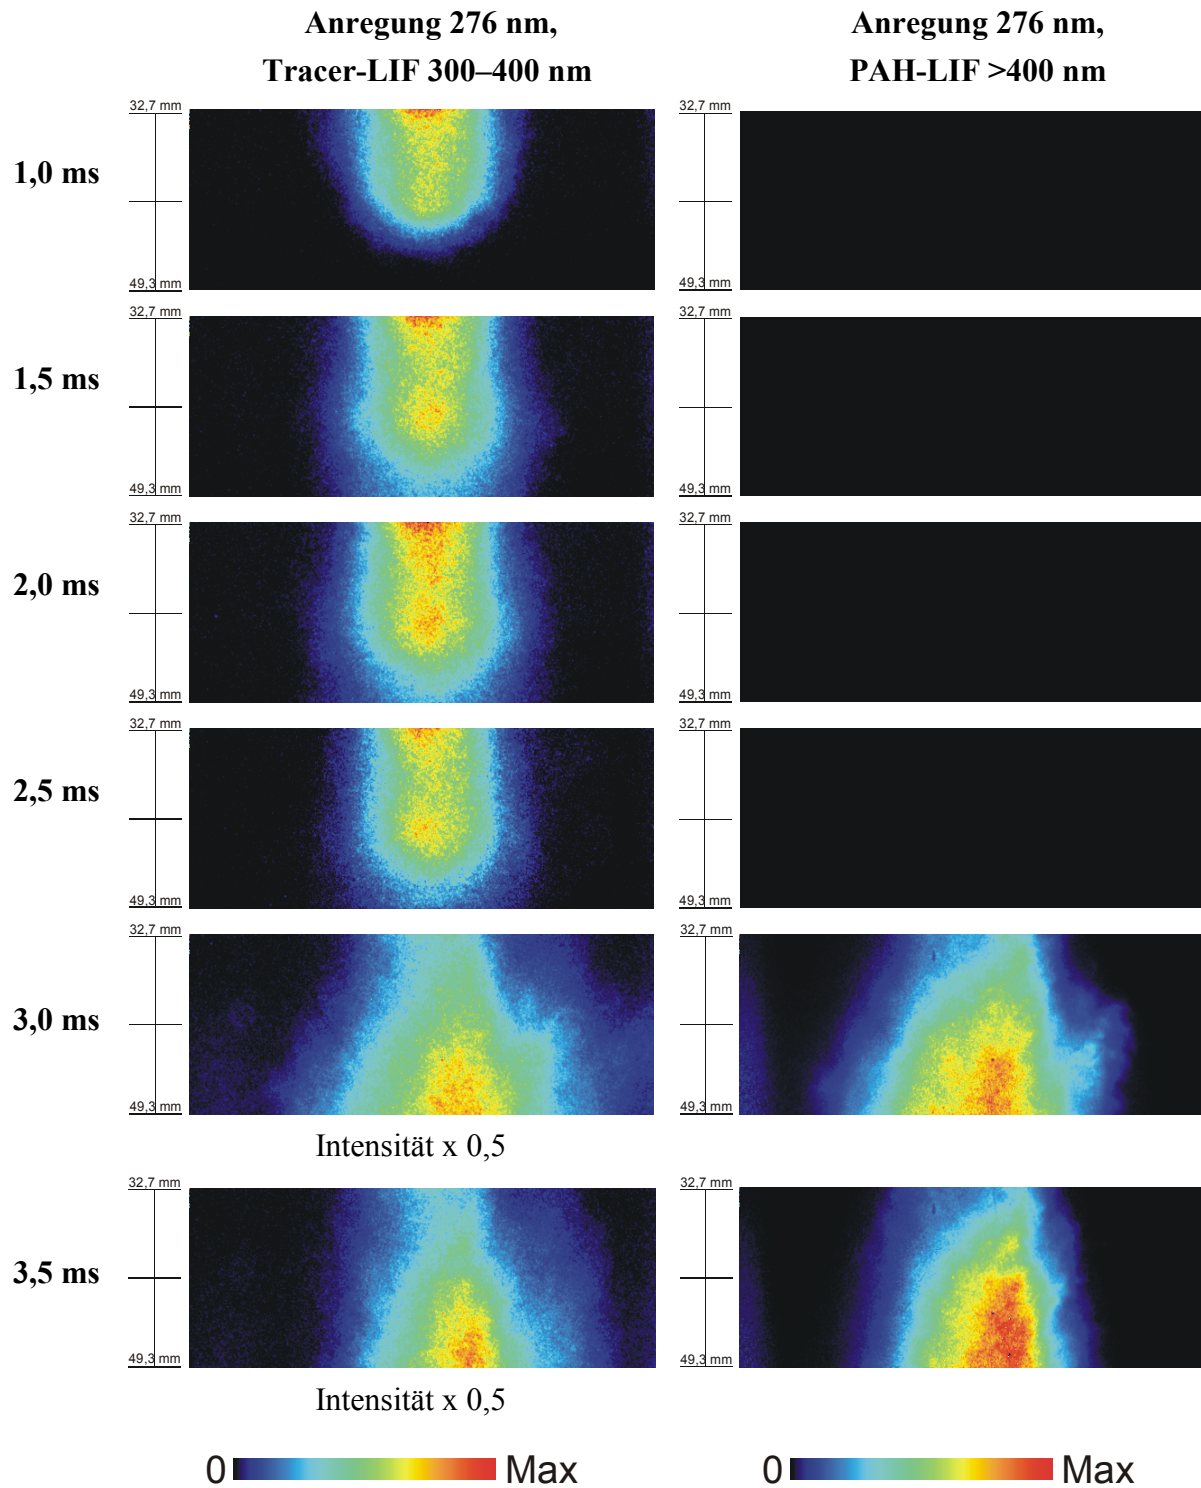 Anregung 276 nm,
Tracer-LIF 300–400 nm
Anregung 276 nm,
PAH-LIF >400 nm
1,0 ms
32,7 mm
49,3 mm
32,7 mm
49,3 mm
1,5 ms
32,7 mm
49,3 mm
32,7 mm
49,3 mm
2,0 ms
32,7 mm
49,3 mm
32,7 mm
49,3 mm
2,5 ms
32,7 mm
49,3 mm
32,7 mm
49,3 mm
3,0 ms
32,7 mm
49,3 mm
32,7 mm
49,3 mm
Intensität x 0,5
3,5 ms
32,7 mm
49,3 mm
32,7 mm
49,3 mm
Intensität x 0,5
0 Max
0 Max